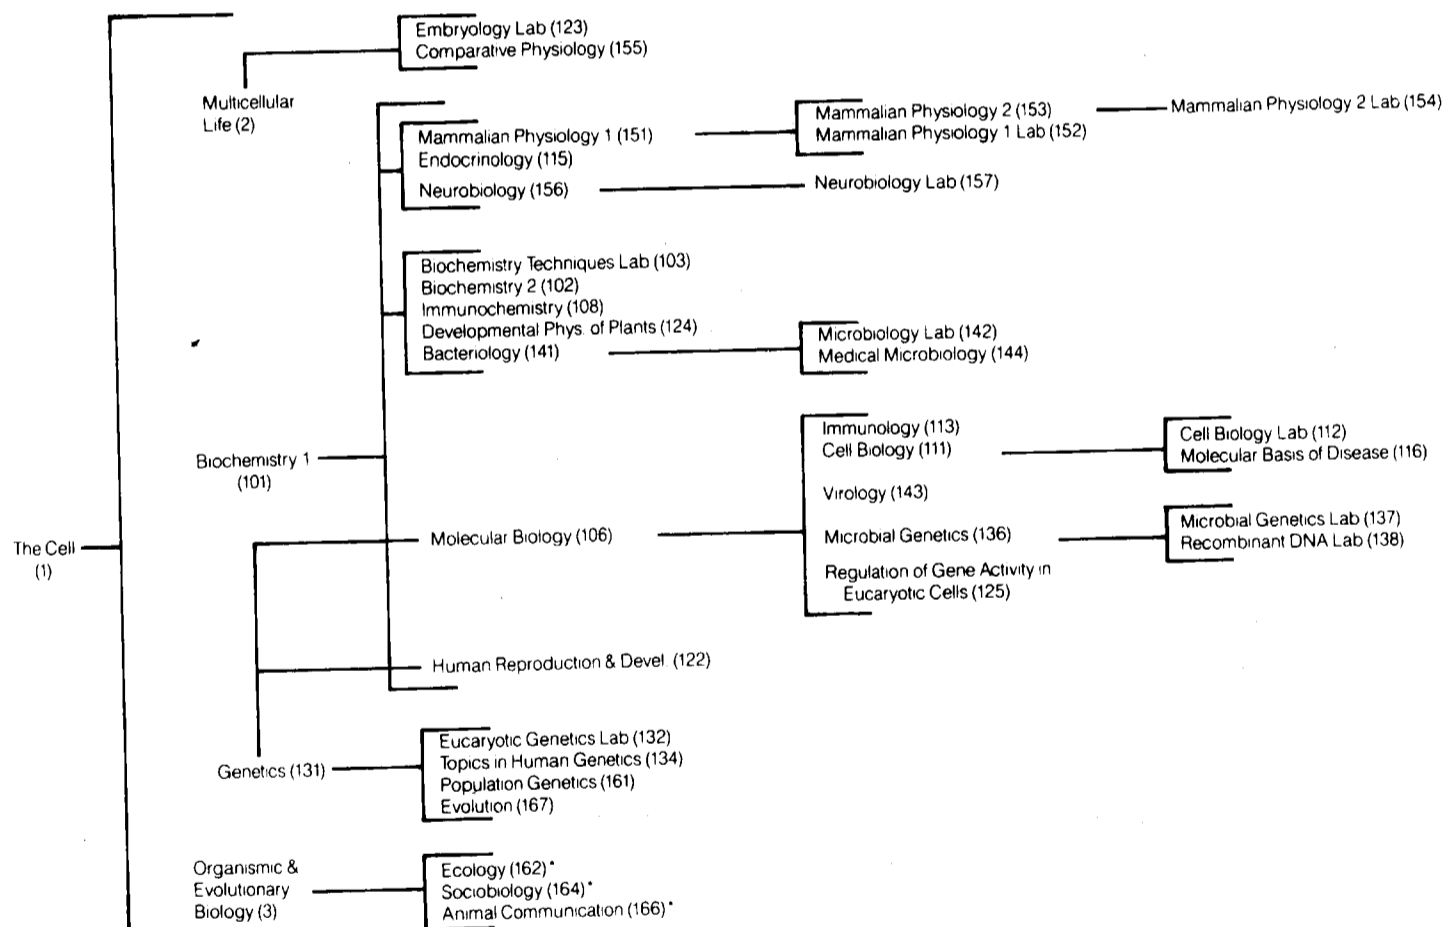 Embryology Lab (123)
Comparative Physiology (155)
Multicellular
Life (2)
Mammalian Physiology 1 (151)
Endocrinology (115)
Neurobiology (156)
Mammalian Physiology 2 (153)
Mammalian Physiology 1 Lab (152)
Mammalian Physiology 2 Lab (154)
Neurobiology Lab (157)
Biochemistry Techniques Lab (103)
Biochemistry 2 (102)
Immunochemistry (108)
Developmental Phys. of Plants (124)
Bacteriology (141)
Microbiology Lab (142)
Medical Microbiology (144)
Biochemistry 1
(101)
Immunology (113)
Cell Biology (111)
Virology (143)
Microbial Genetics (136)
Regulation of Gene Activity in
Eucaryotic Cells (125)
Cell Biology Lab (112)
Molecular Basis of Disease (116)
Microbial Genetics Lab (137)
Recombinant DNA Lab (138)
The Cell
(1)
Molecular Biology (106)
Human Reproduction & Devel. (122)
Genetics (131)
Eucaryotic Genetics Lab (132)
Topics in Human Genetics (134)
Population Genetics (161)
Evolution (167)
Organismic &
Evolutionary
Biology (3)
Ecology (162)*
Sociobiology (164)*
Animal Communication (166)*